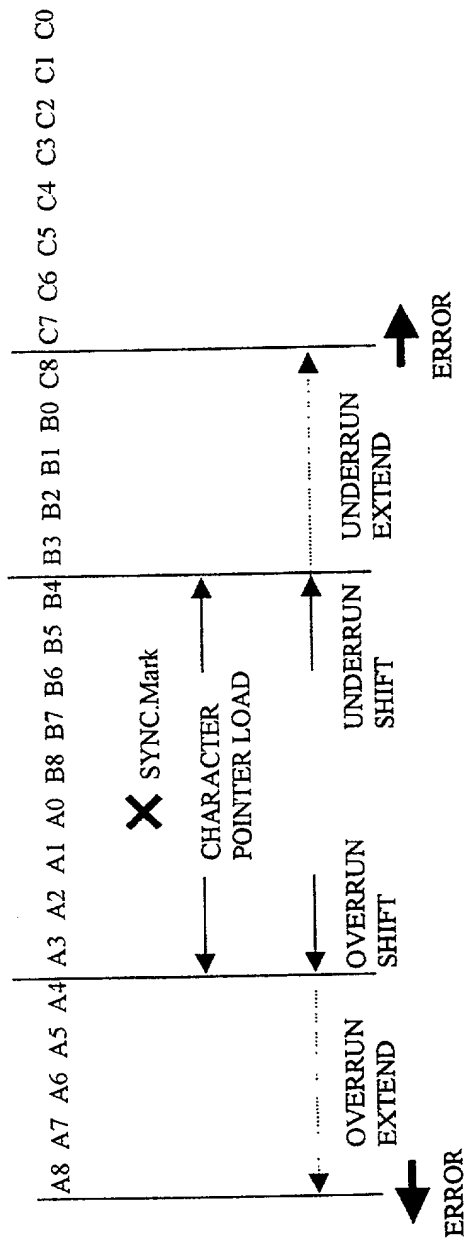 A8 A7 A6 A5 A4 A3 A2 A1 A0 B8 B7 B6 B5 B4 B3 B2 B1 B0 C8 C7 C6 C5 C4 C3 C2 C1 C0
SYNC.Mark
CHARACTER
POINTER LOAD
OVERRUN
EXTEND
OVERRUN
SHIFT
UNDERRUN
SHIFT
UNDERRUN
EXTEND
ERROR
ERROR